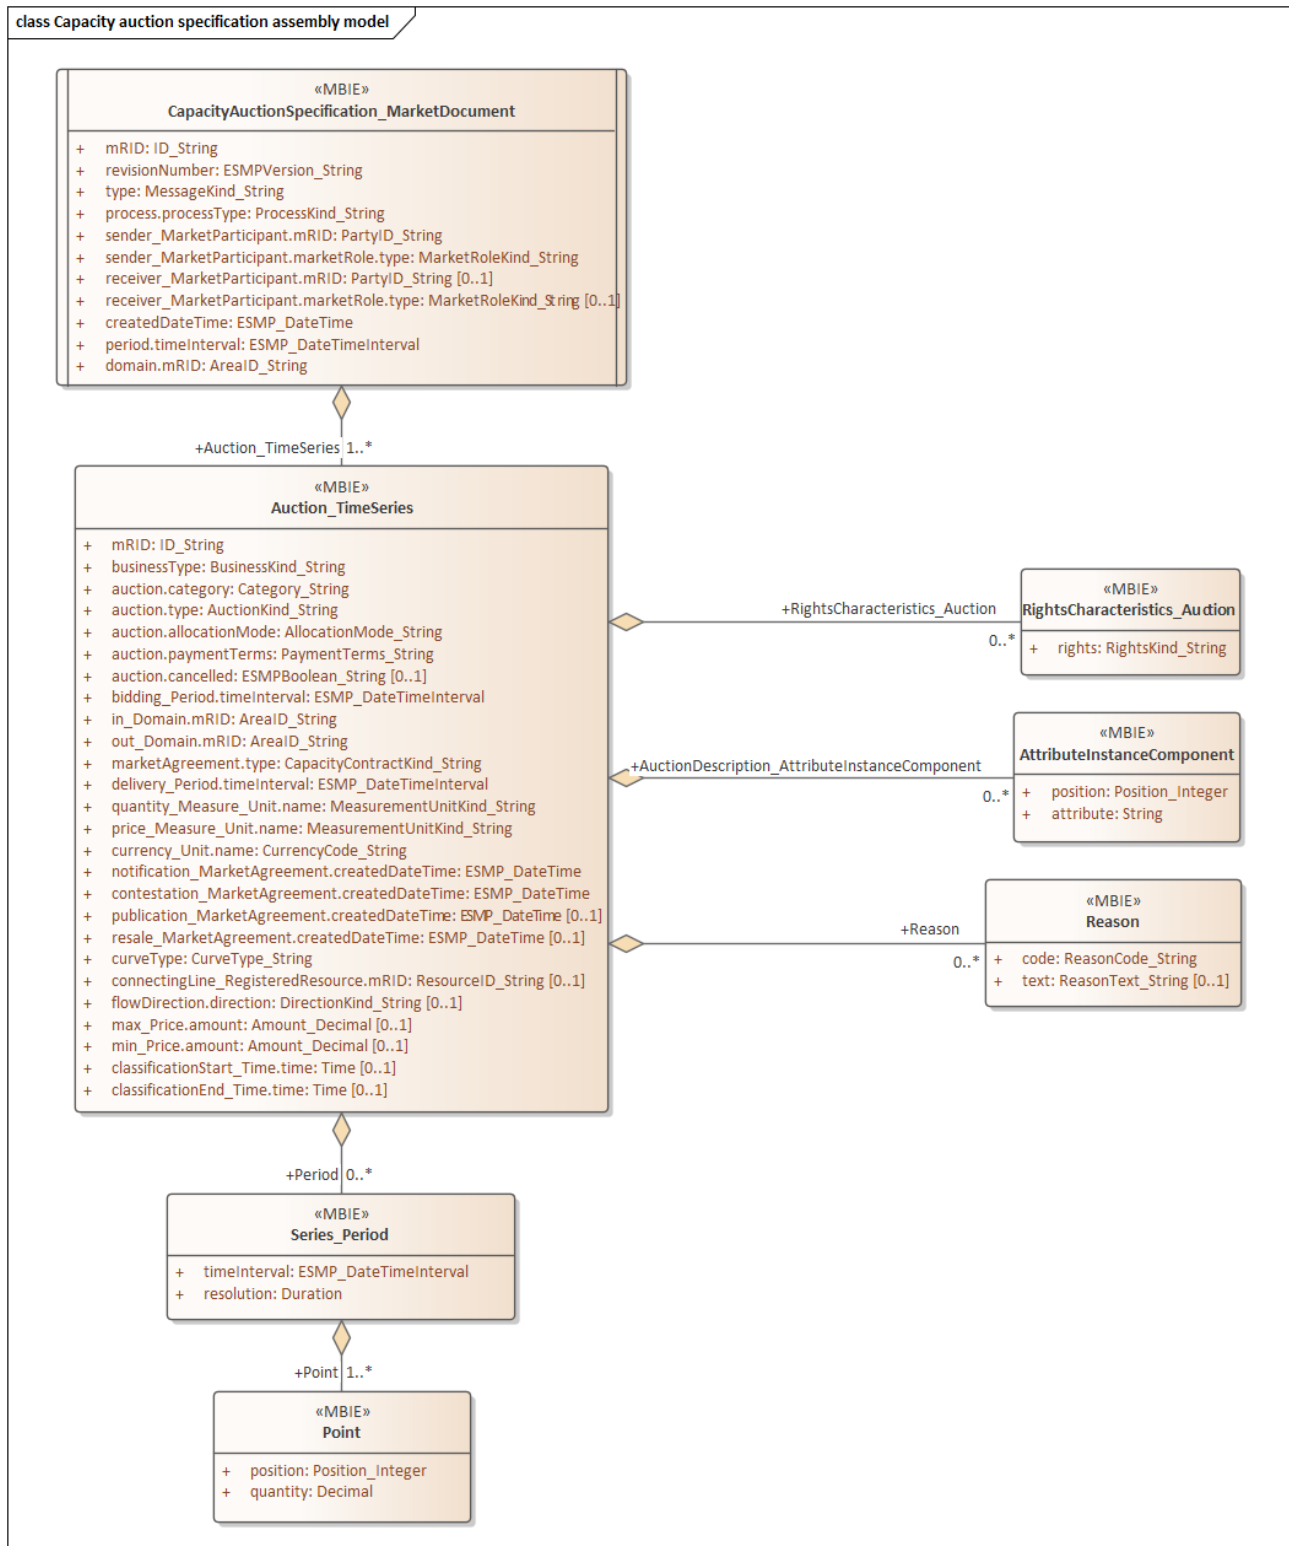 class Capacity auction specification assembly model
«MBIE»
CapacityAuctionSpecification_MarketDocument
+ mRID: ID_String
+ revisionNumber: ESMPVersion_String
+ type: MessageKind_String
+ process.processType: ProcessKind_String
+ sender_MarketParticipant.mRID: PartyID_String
+ sender_MarketParticipant.marketRole.type: MarketRoleKind_String
+ receiver_MarketParticipant.mRID: PartyID_String [0..1]
+ receiver_MarketParticipant.marketRole.type: MarketRoleKind_String [0..1]
+ createdDateTime: ESMP_DateTime
+ period.timeInterval: ESMP_DateTimeInterval
+ domain.mRID: AreaID_String
+Auction_TimeSeries 1..*
«MBIE»
Auction_TimeSeries
+ mRID: ID_String
+ businessType: BusinessKind_String
+ auction.category: Category_String
+ auction.type: AuctionKind_String
+ auction.allocationMode: AllocationMode_String
+ auction.paymentTerms: PaymentTerms_String
+ auction.cancelled: ESMPBoolean_String [0..1]
+ bidding_Period.timeInterval: ESMP_DateTimeInterval
+ in_Domain.mRID: AreaID_String
+ out_Domain.mRID: AreaID_String
+ marketAgreement.type: CapacityContractKind_String
+ delivery_Period.timeInterval: ESMP_DateTimeInterval
+ quantity_Measure_Unit.name: MeasurementUnitKind_String
+ price_Measure_Unit.name: MeasurementUnitKind_String
+ currency_Unit.name: CurrencyCode_String
+ notification_MarketAgreement.createdDateTime: ESMP_DateTime
+ contestation_MarketAgreement.createdDateTime: ESMP_DateTime
+ publication_MarketAgreement.createdDateTime: ESMP_DateTime [0..1]
+ resale_MarketAgreement.createdDateTime: ESMP_DateTime [0..1]
+ curveType: CurveType_String
+ connectingLine_RegisteredResource.mRID: ResourceID_String [0..1]
+ flowDirection.direction: DirectionKind_String [0..1]
+ max_Price.amount: Amount_Decimal [0..1]
+ min_Price.amount: Amount_Decimal [0..1]
+ classificationStart_Time.time: Time [0..1]
+ classificationEnd_Time.time: Time [0..1]
+RightsCharacteristics_Auction
0..*
«MBIE»
RightsCharacteristics_Auction
+ rights: RightsKind_String
+AuctionDescription_AttributeInstanceComponent
0..*
«MBIE»
AttributeInstanceComponent
+ position: Position_Integer
+ attribute: String
+Reason
0..*
«MBIE»
Reason
+ code: ReasonCode_String
+ text: ReasonText_String [0..1]
+Period 0..*
«MBIE»
Series_Period
+ timeInterval: ESMP_DateTimeInterval
+ resolution: Duration
+Point 1..*
«MBIE»
Point
+ position: Position_Integer
+ quantity: Decimal